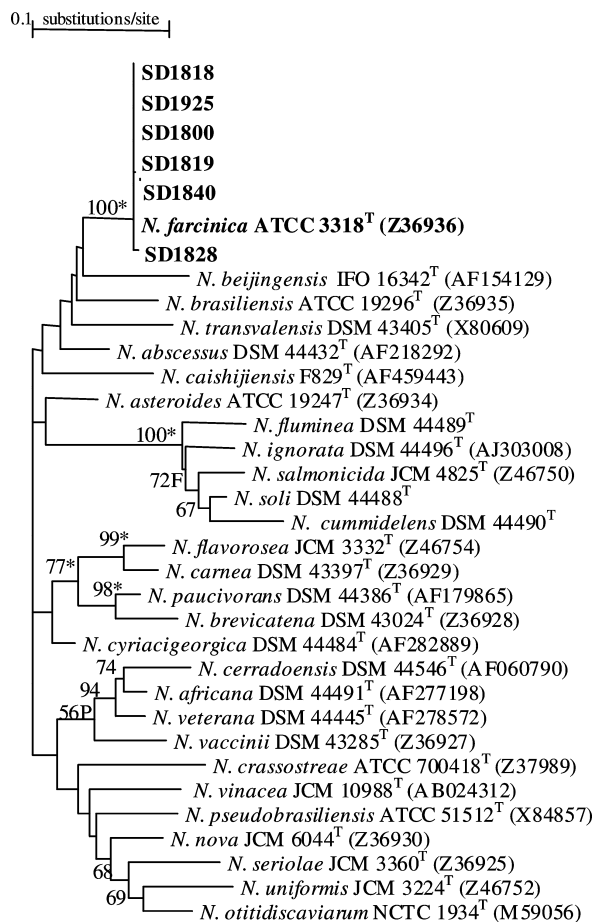 0.1 substitutions/site
SD1818
SD1925
SD1800
SD1819
SD1840
100*
N. farcinica ATCC 3318T (Z36936)
SD1828
N. beijingensis IFO 16342T (AF154129)
N. brasiliensis ATCC 19296T (Z36935)
N. transvalensis DSM 43405T (X80609)
N. abscessus DSM 44432T (AF218292)
N. caishijiensis F829T (AF459443)
N. asteroides ATCC 19247T (Z36934)
N. fluminea DSM 44489T
100*
N. ignorata DSM 44496T (AJ303008)
N. salmonicida JCM 4825T (Z46750)
72F
N. soli DSM 44488T
67
N. cummidelens DSM 44490T
99*
N. flavorosea JCM 3332T (Z46754)
77*
N. carnea DSM 43397T (Z36929)
98*
N. paucivorans DSM 44386T (AF179865)
N. brevicatena DSM 43024T (Z36928)
N. cyriacigeorgica DSM 44484T (AF282889)
74
N. cerradoensis DSM 44546T (AF060790)
94
N. africana DSM 44491T (AF277198)
56P
N. veterana DSM 44445T (AF278572)
N. vaccinii DSM 43285T (Z36927)
N. crassostreae ATCC 700418T (Z37989)
N. vinacea JCM 10988T (AB024312)
N. pseudobrasiliensis ATCC 51512T (X84857)
N. nova JCM 6044T (Z36930)
N. seriolae JCM 3360T (Z36925)
68
N. uniformis JCM 3224T (Z46752)
69
N. otitidiscaviarum NCTC 1934T (M59056)